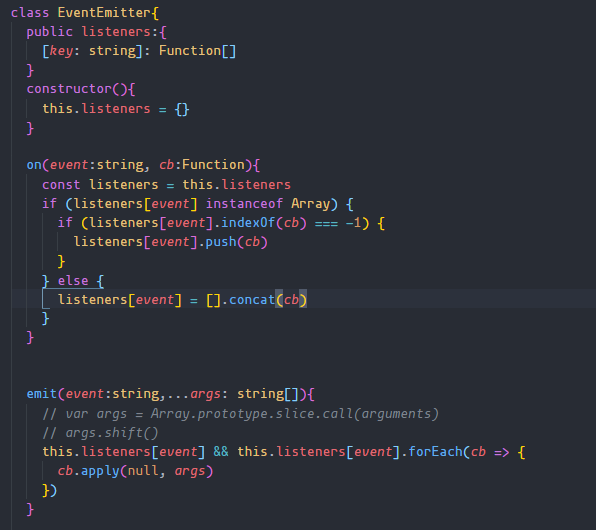 class EventEmitter{
  public listeners:{
    [key: string]: Function[]
  }
  constructor(){
    this.listeners = {}
  }

  on(event:string, cb:Function){
    const listeners = this.listeners
    if (listeners[event] instanceof Array) {
      if (listeners[event].indexOf(cb) === -1) {
        listeners[event].push(cb)
      }
    } else {
      listeners[event] = [].concat(cb)
    }
  }


  emit(event:string,...args: string[]){
    // var args = Array.prototype.slice.call(arguments)
    // args.shift()
    this.listeners[event] && this.listeners[event].forEach(cb => {
      cb.apply(null, args)
    })
  }